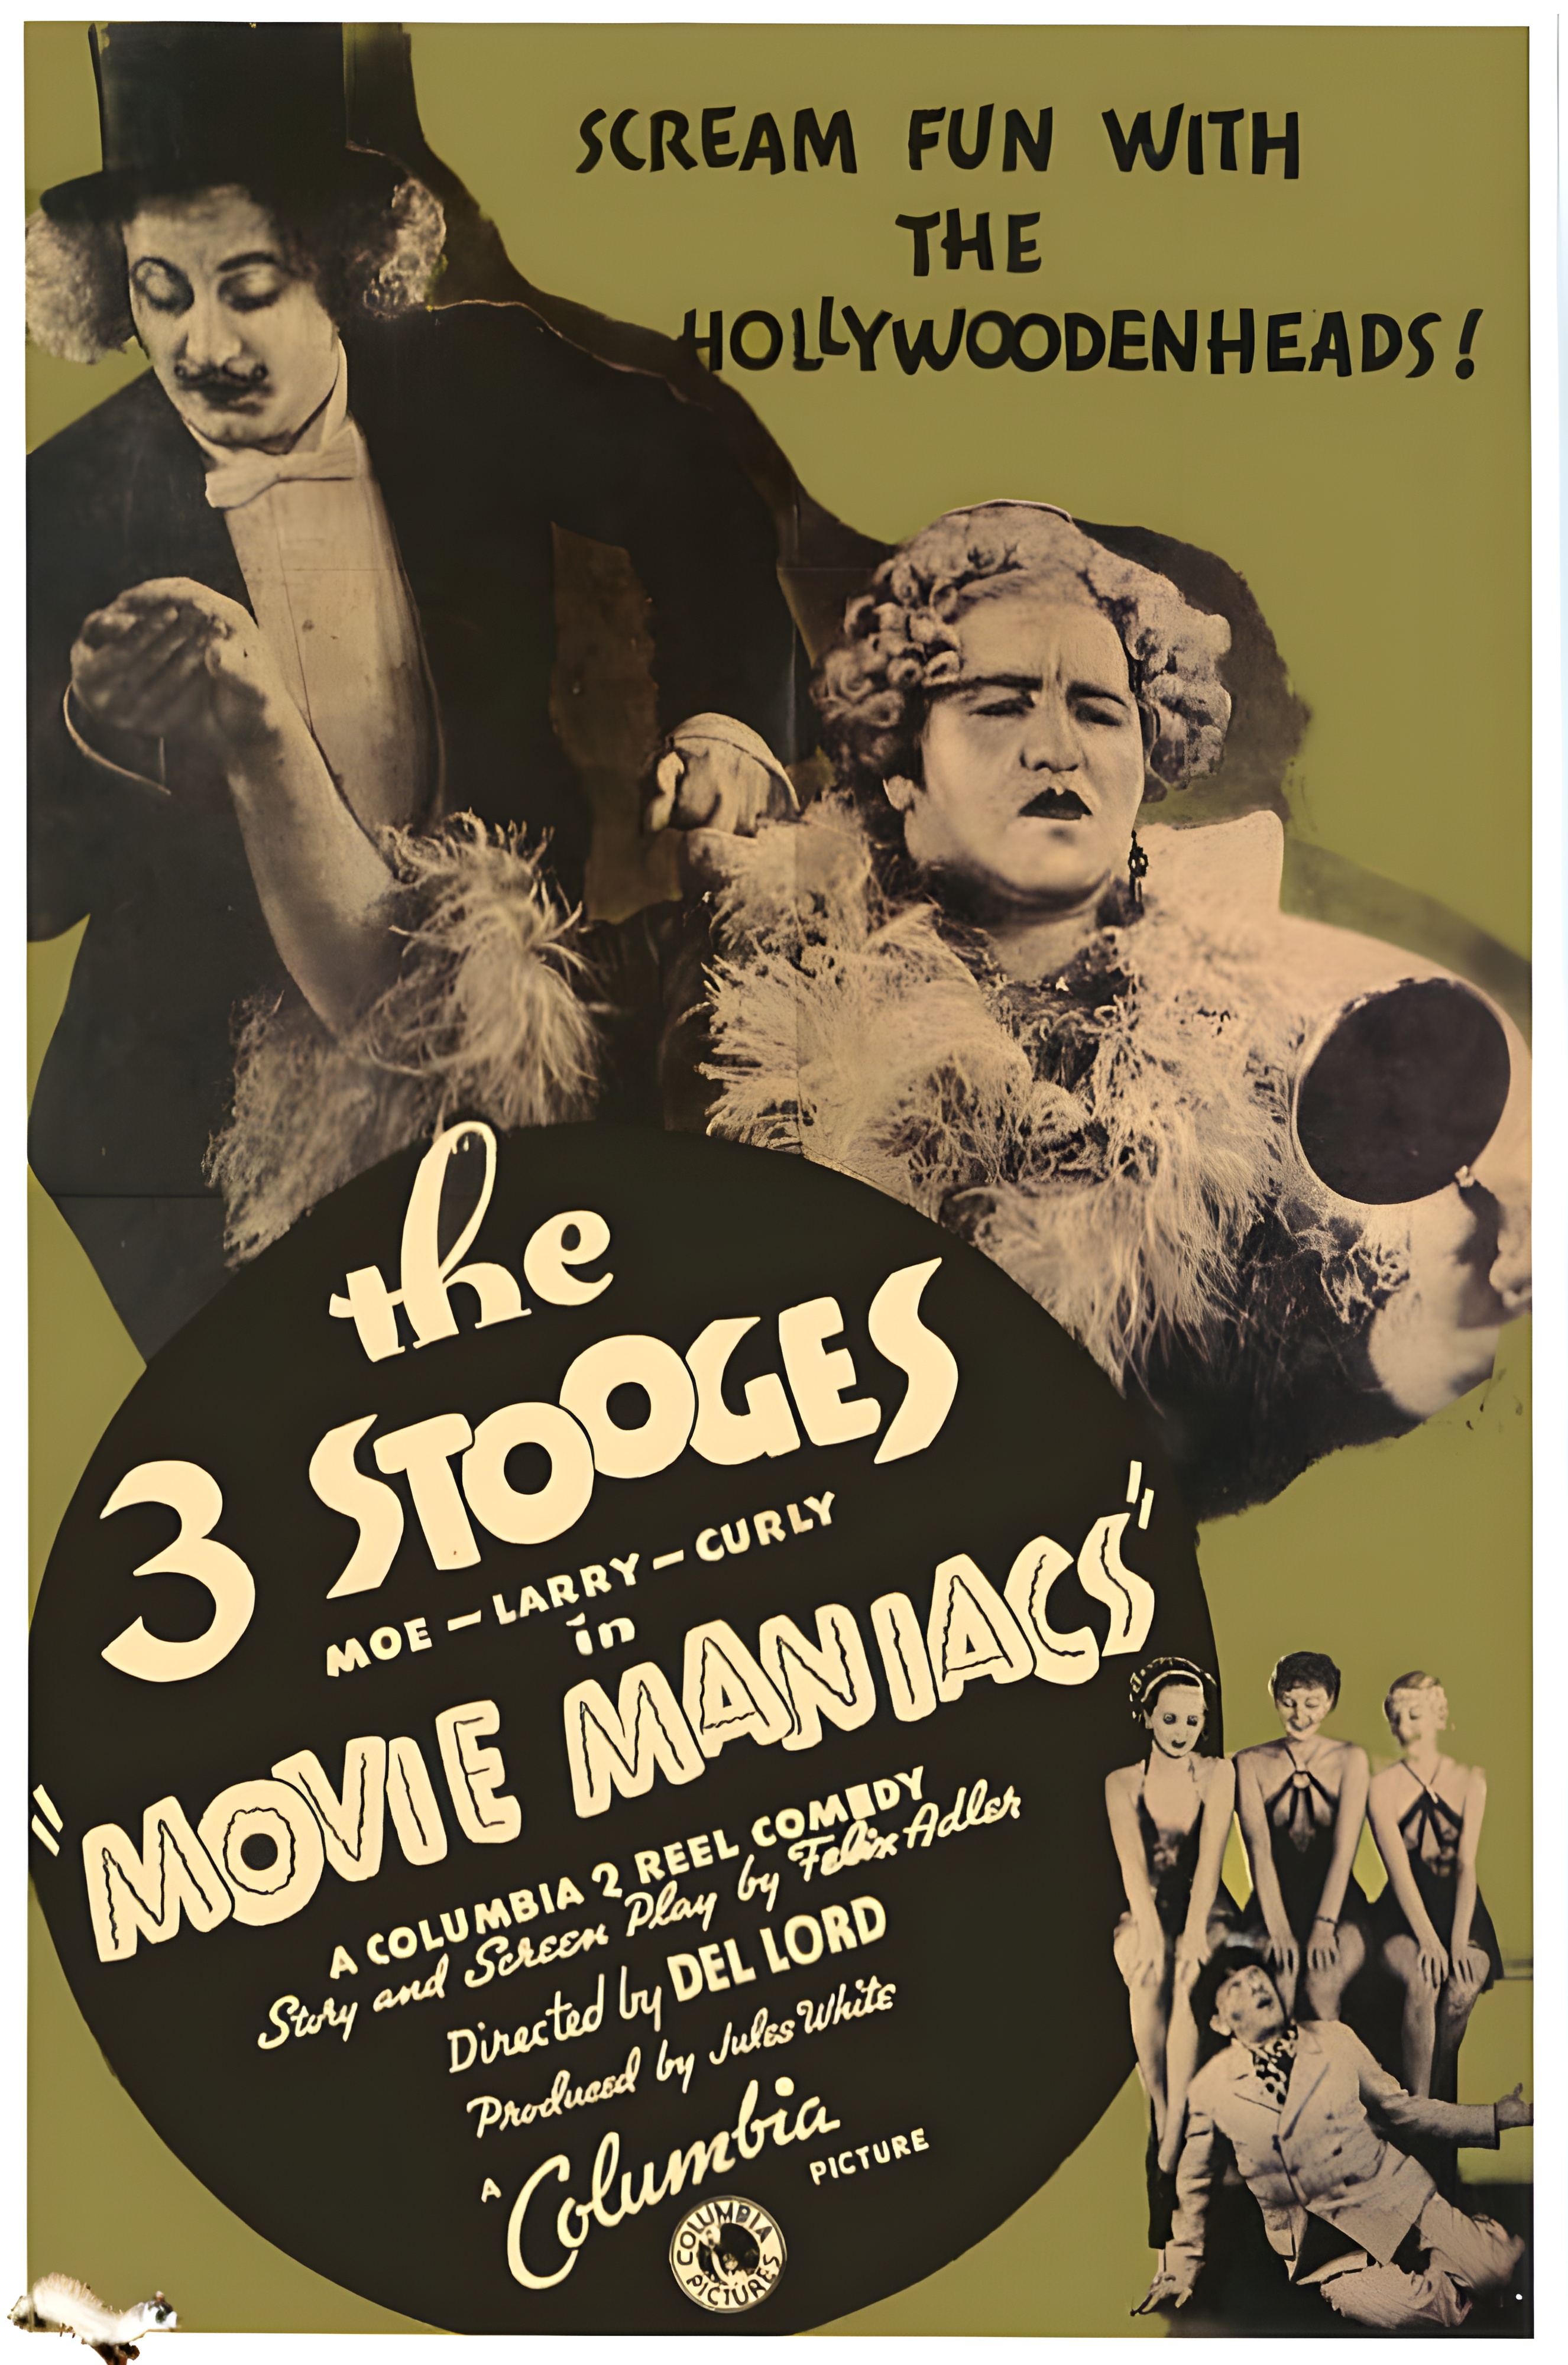 SCREAM FUN WITH
THE
HOLLYWOODENHEADS!
the
3 STOOGES
MOE — LARRY — CURLY
in
"MOVIE MANIACS"
A COLUMBIA 2 REEL COMEDY
Story and Screen Play by Felix Adler
Directed by DEL LORD
Produced by Jules White
A Columbia PICTURE
COLUMBIA
PICTURES